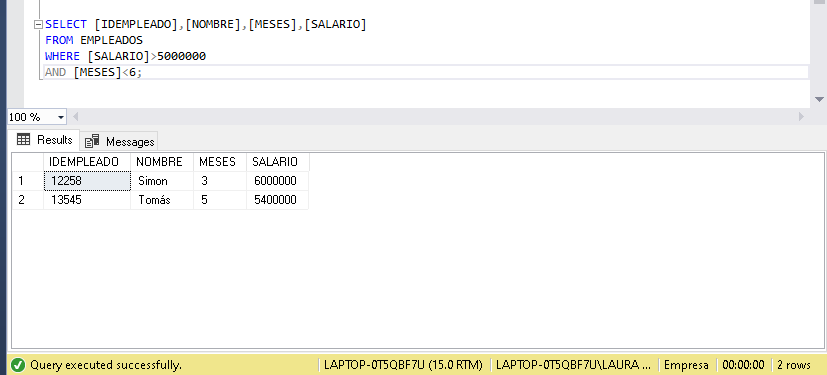 SELECT [IDEMPLEADO],[NOMBRE],[MESES],[SALARIO]
FROM EMPLEADOS
WHERE [SALARIO]>5000000
AND [MESES]<6;
100 %
Results Messages
IDEMPLEADO NOMBRE MESES SALARIO
1 12258 Simon 3 6000000
2 13545 Tomás 5 5400000
Query executed successfully. LAPTOP-0T5QBF7U (15.0 RTM) LAPTOP-0T5QBF7U\LAURA ... Empresa 00:00:00 2 rows